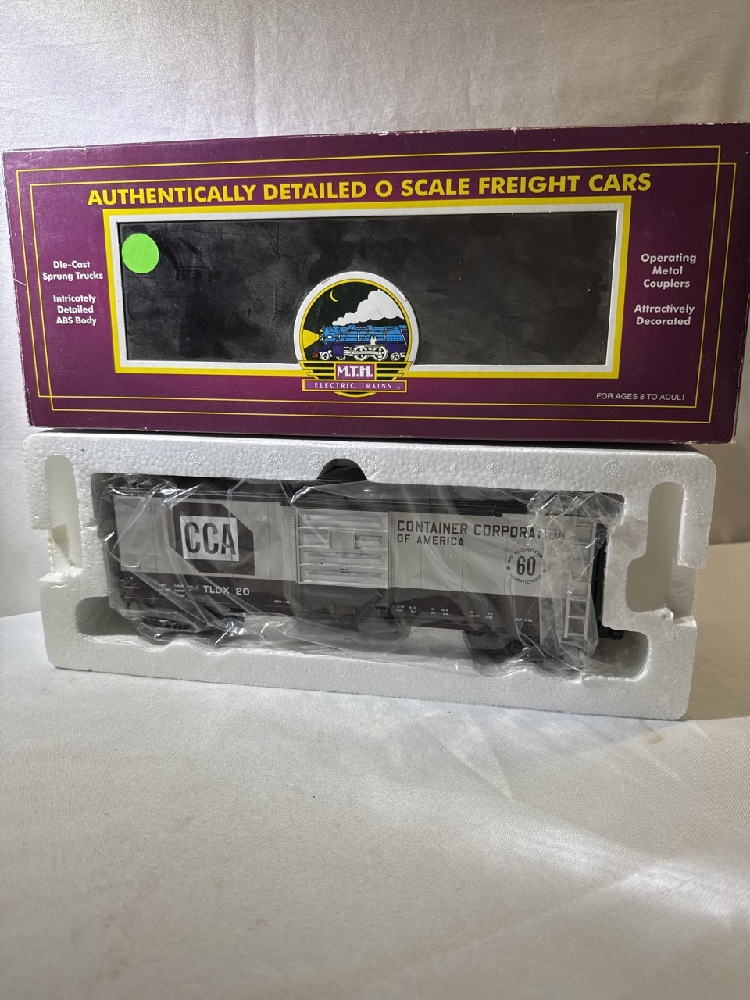 AUTHENTICALLY DETAILED O SCALE FREIGHT CARS
Die-Cast
Sprung Trucks
Intricately
Detailed
ABS Body
Operating
Metal
Couplers
Attractively
Decorated
M.T.H.
ELECTRIC TRAINS
FOR AGES 8 TO ADULT
CCA
TLDX 20
CONTAINER CORPORATION
OF AMERICA
60